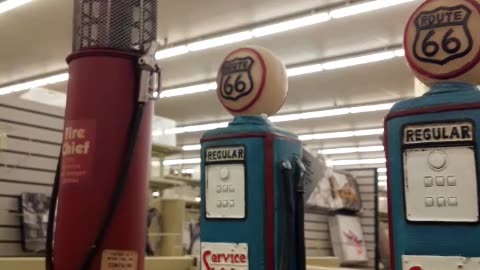 Fire
Chief
ROUTE
66
REGULAR
Service
ROUTE
66
REGULAR